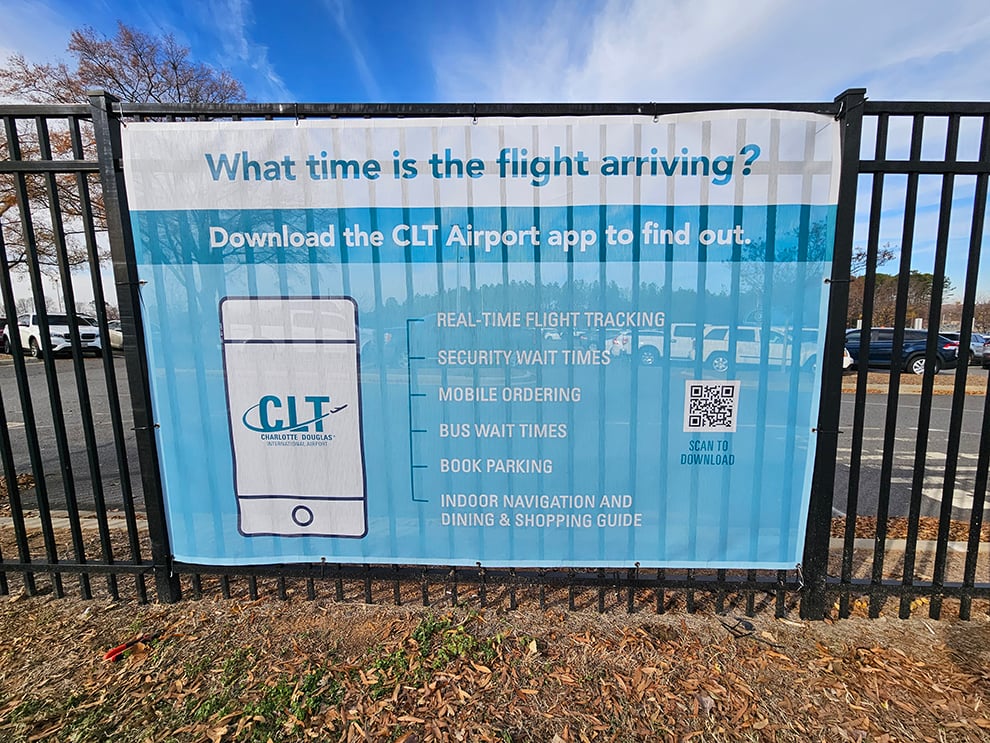 What time is the flight arriving?
Download the CLT Airport app to find out.
CLT
CHARLOTTE DOUGLAS
INTERNATIONAL AIRPORT
REAL-TIME FLIGHT TRACKING
SECURITY WAIT TIMES
MOBILE ORDERING
BUS WAIT TIMES
BOOK PARKING
INDOOR NAVIGATION AND
DINING & SHOPPING GUIDE
SCAN TO
DOWNLOAD